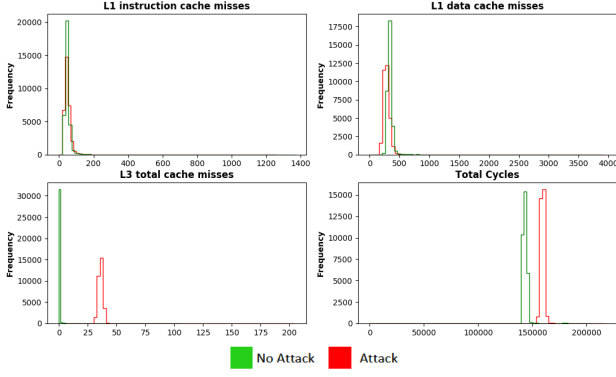 L1 instruction cache misses
Frequency
20000
15000
10000
5000
0
0 200 400 600 800 1000 1200 1400
L1 data cache misses
Frequency
17500
15000
12500
10000
7500
5000
2500
0
0 500 1000 1500 2000 2500 3000 3500 4000
L3 total cache misses
Frequency
30000
25000
20000
15000
10000
5000
0
0 25 50 75 100 125 150 175 200
Total Cycles
Frequency
15000
12500
10000
7500
5000
2500
0
0 50000 100000 150000 200000
No Attack Attack